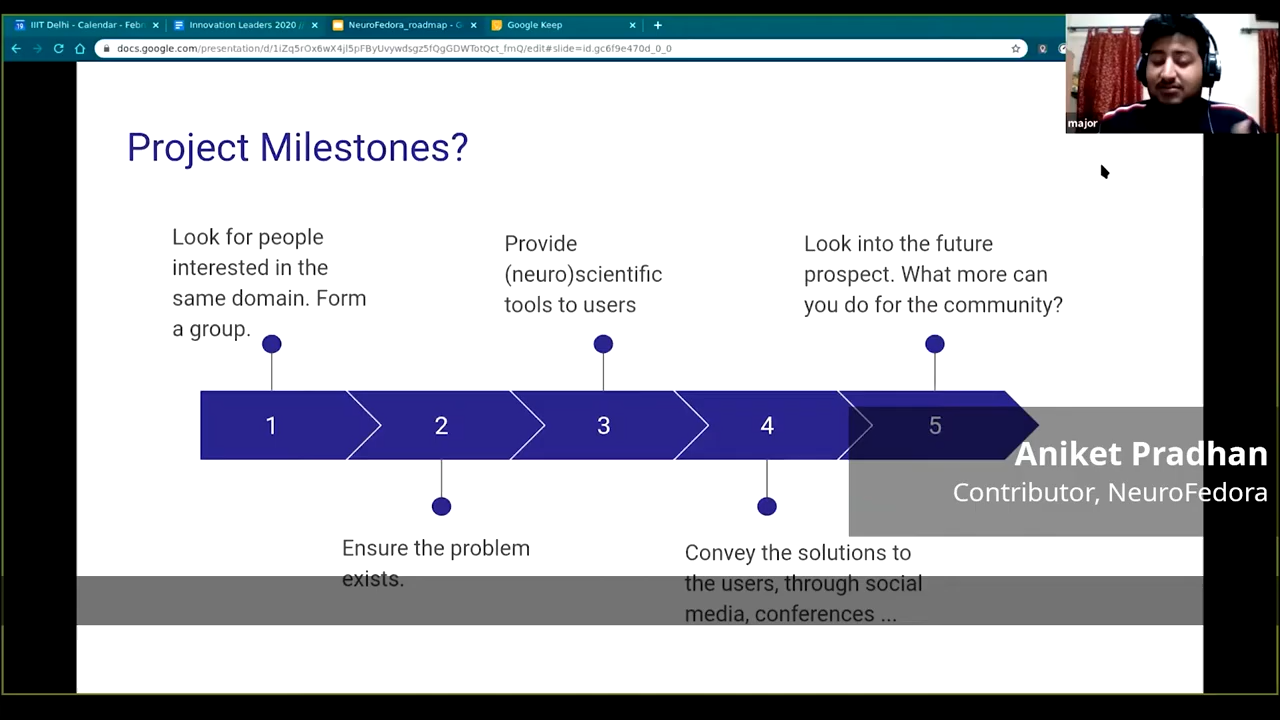 IIIT Delhi - Calendar - Febr
Innovation Leaders 2020 //
NeuroFedora_roadmap - G
Google Keep
docs.google.com/presentation/d/1iZq5rOx6wX4jl5pFByUvywdsgz5fQgGDWTotQct_fmQ/edit#slide=id.gc6f9e470d_0_0
major
Project Milestones?
Look for people
interested in the
same domain. Form
a group.
Provide
(neuro)scientific
tools to users
Look into the future
prospect. What more can
you do for the community?
1
2
3
4
5
Aniket Pradhan
Contributor, NeuroFedora
Ensure the problem
exists.
Convey the solutions to
the users, through social
media, conferences ...